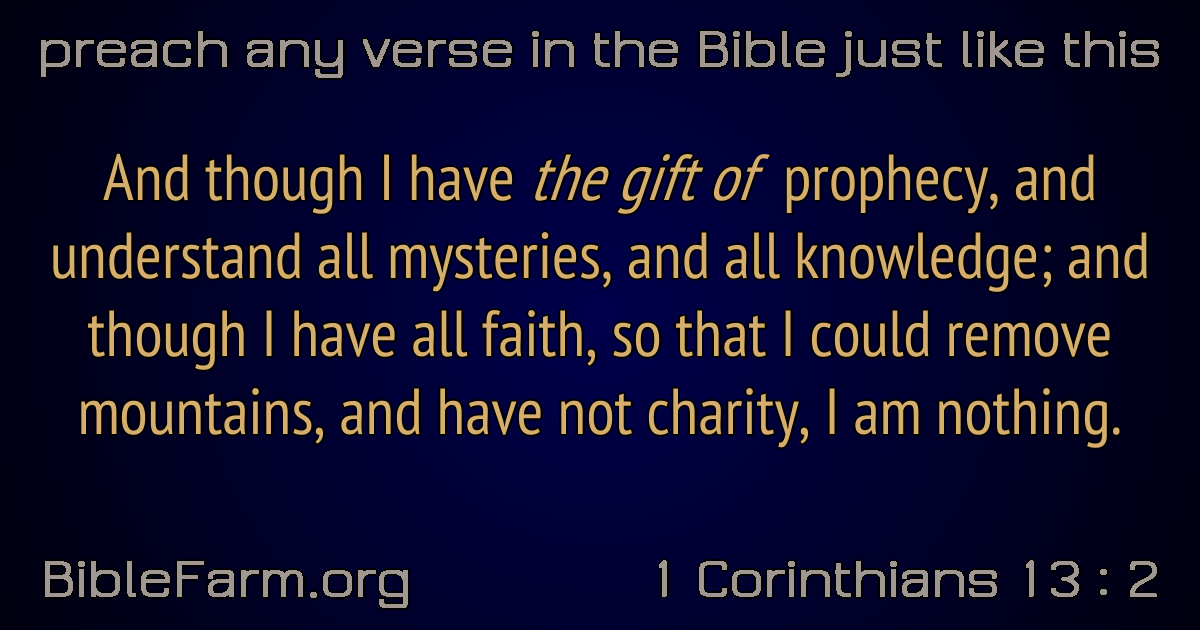 preach any verse in the Bible just like this
And though I have the gift of prophecy, and
understand all mysteries, and all knowledge; and
though I have all faith, so that I could remove
mountains, and have not charity, I am nothing.
BibleFarm.org
1 Corinthians 13 : 2